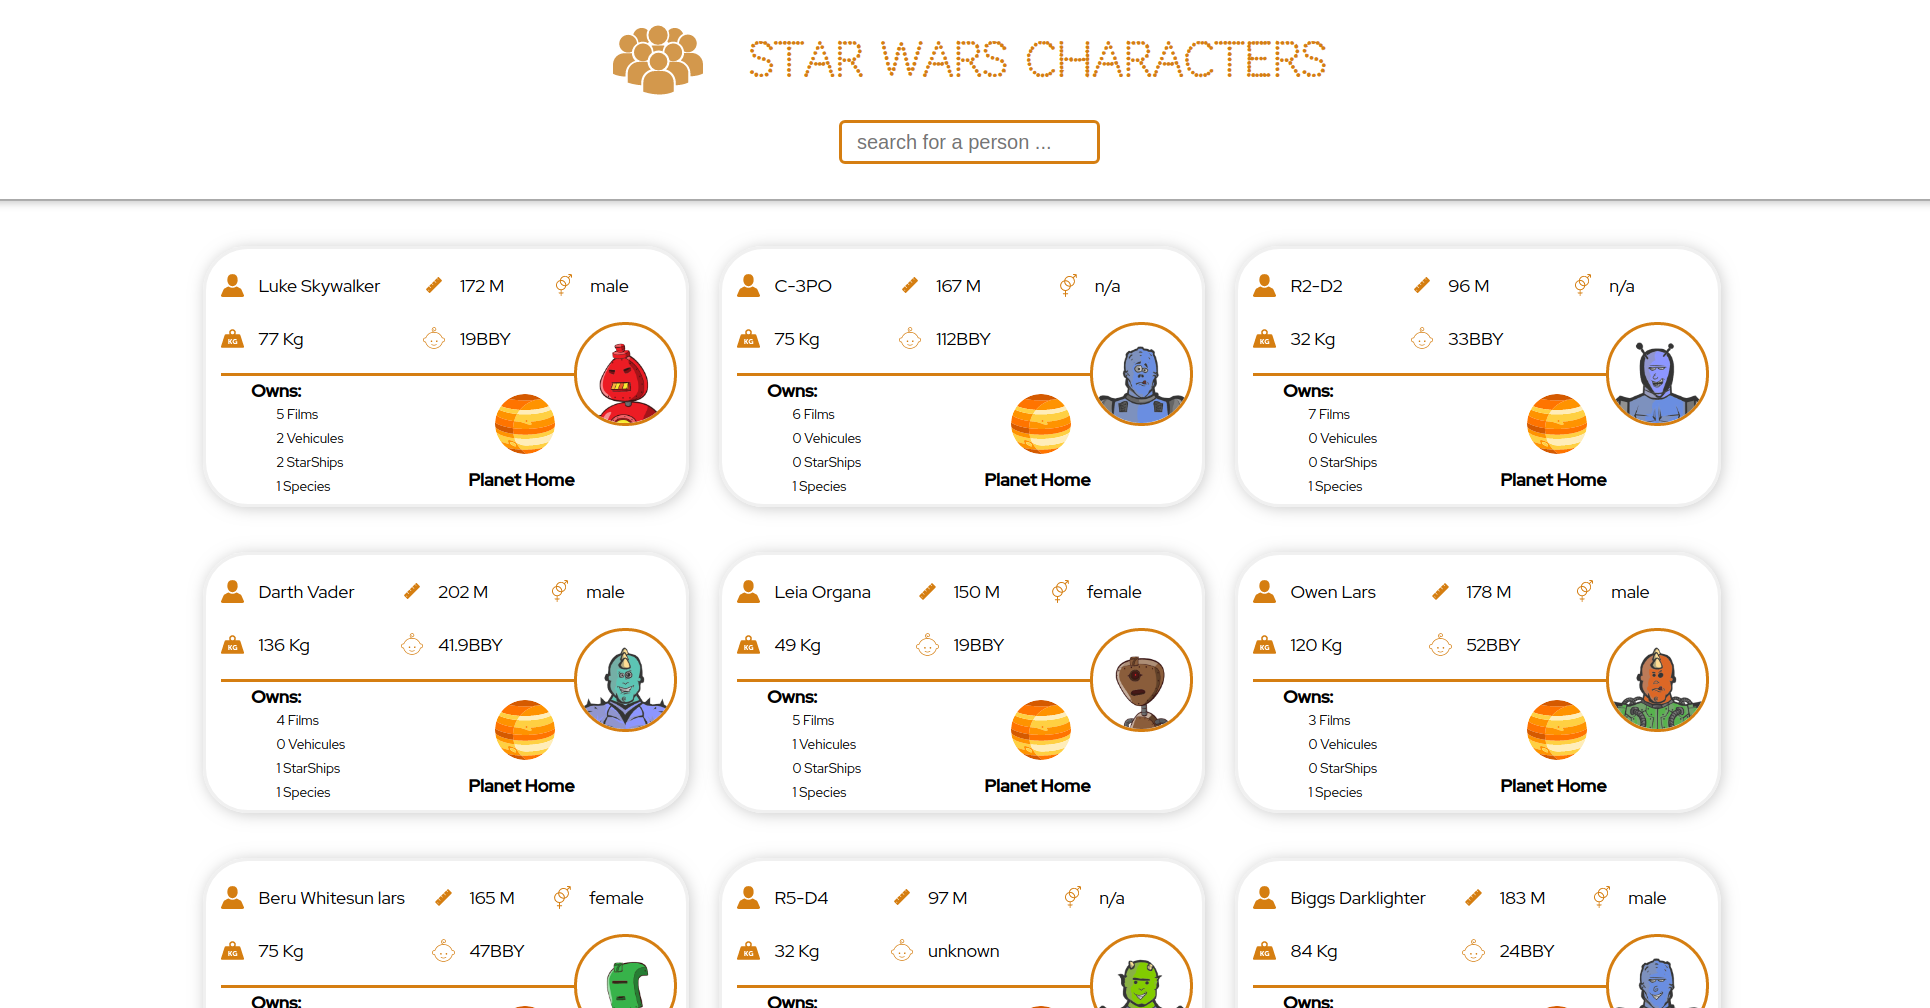 STAR WARS CHARACTERS
search for a person ...
Luke Skywalker 172 M male
KG 77 Kg 19BBY
Owns:
5 Films
2 Vehicules
2 StarShips
1 Species
Planet Home
C-3PO 167 M n/a
KG 75 Kg 112BBY
Owns:
6 Films
0 Vehicules
0 StarShips
1 Species
Planet Home
R2-D2 96 M n/a
KG 32 Kg 33BBY
Owns:
7 Films
0 Vehicules
0 StarShips
1 Species
Planet Home
Darth Vader 202 M male
KG 136 Kg 41.9BBY
Owns:
4 Films
0 Vehicules
1 StarShips
1 Species
Planet Home
Leia Organa 150 M female
KG 49 Kg 19BBY
Owns:
5 Films
1 Vehicules
0 StarShips
1 Species
Planet Home
Owen Lars 178 M male
KG 120 Kg 52BBY
Owns:
3 Films
0 Vehicules
0 StarShips
1 Species
Planet Home
Beru Whitesun lars 165 M female
KG 75 Kg 47BBY
Owns:
R5-D4 97 M n/a
KG 32 Kg unknown
Owns:
Biggs Darklighter 183 M male
KG 84 Kg 24BBY
Owns: